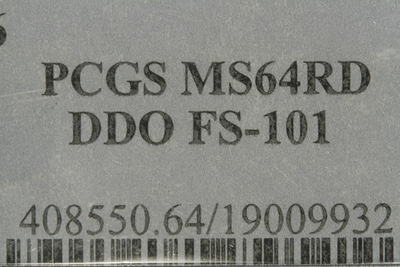 PCGS MS64RD
DDO FS-101
408550.64/19009932